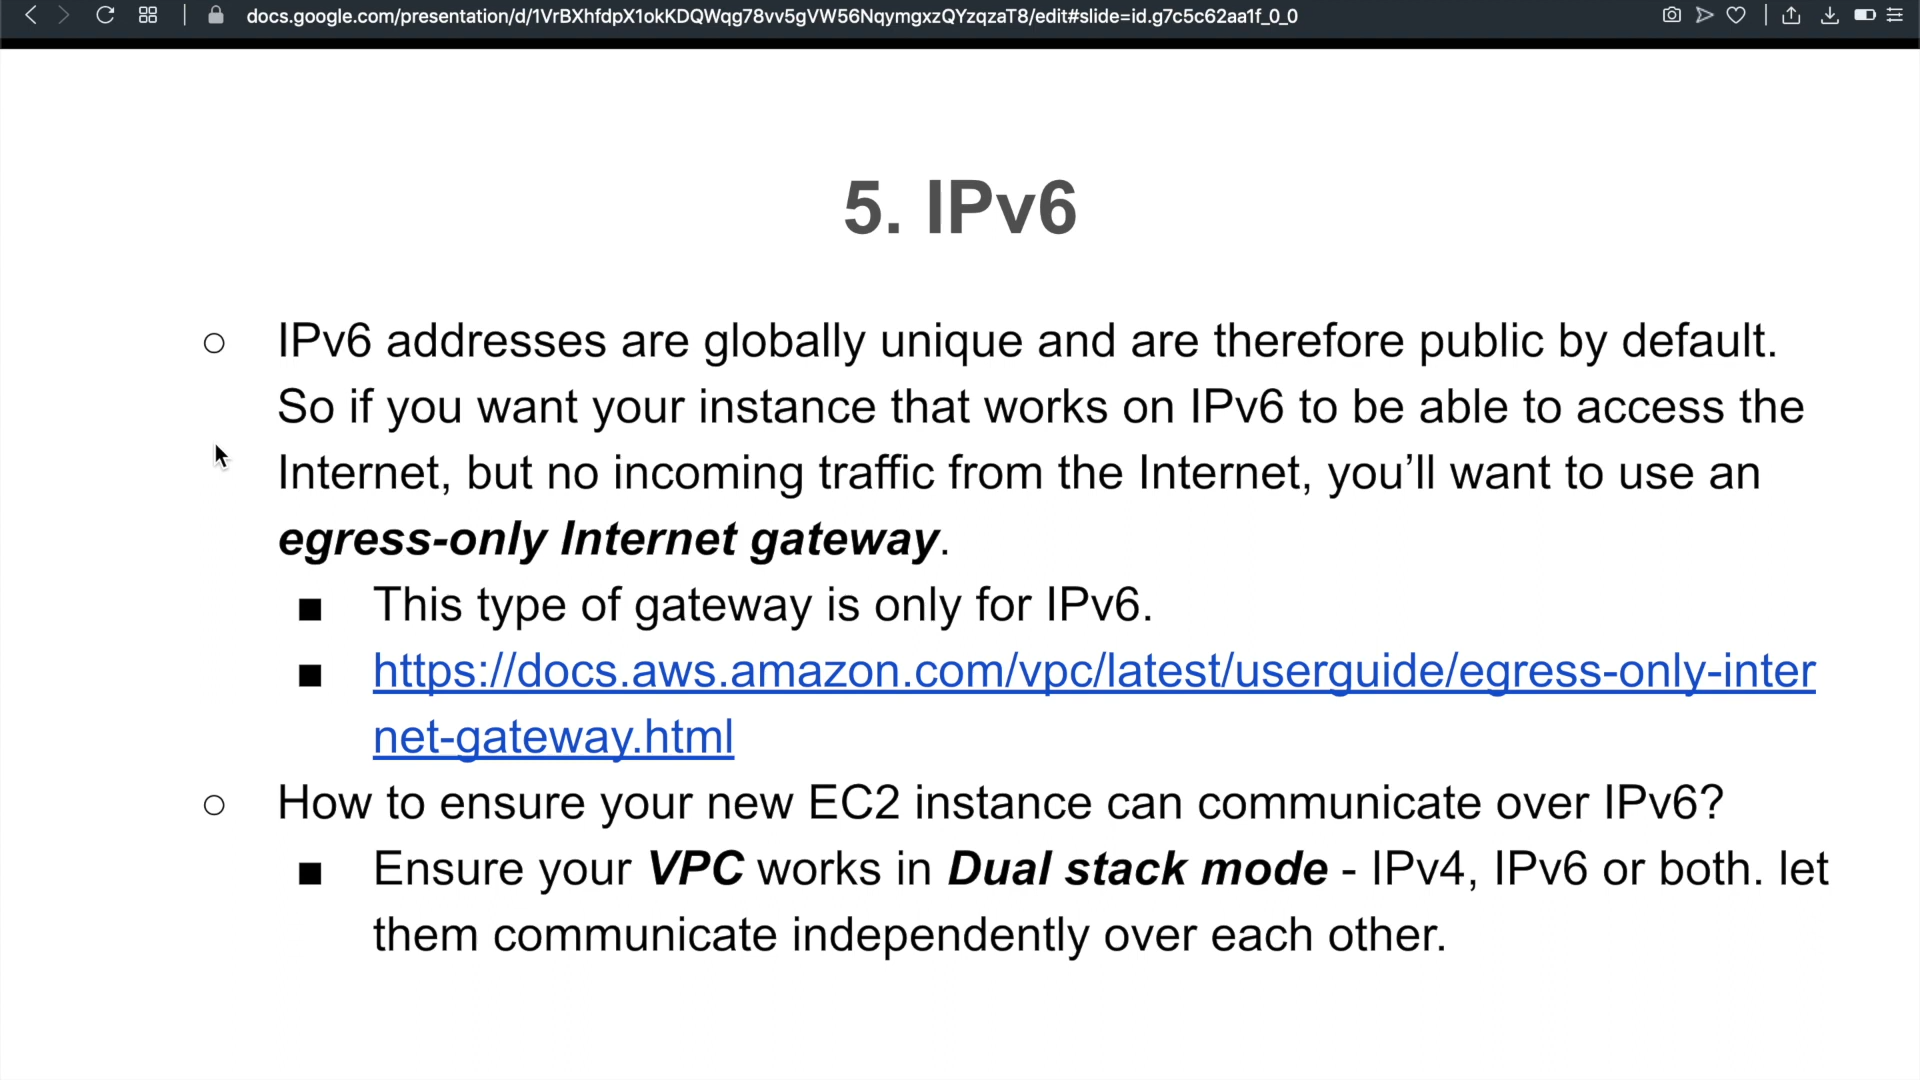 docs.google.com/presentation/d/1VrBXhfdpX1okKDQWqg78vv5gVW56NqymgxzQYzqzaT8/edit#slide=id.g7c5c62aa1f_0_0
5. IPv6
IPv6 addresses are globally unique and are therefore public by default.
So if you want your instance that works on IPv6 to be able to access the
Internet, but no incoming traffic from the Internet, you’ll want to use an
egress-only Internet gateway.
This type of gateway is only for IPv6.
https://docs.aws.amazon.com/vpc/latest/userguide/egress-only-inter
net-gateway.html
How to ensure your new EC2 instance can communicate over IPv6?
Ensure your VPC works in Dual stack mode - IPv4, IPv6 or both. let
them communicate independently over each other.